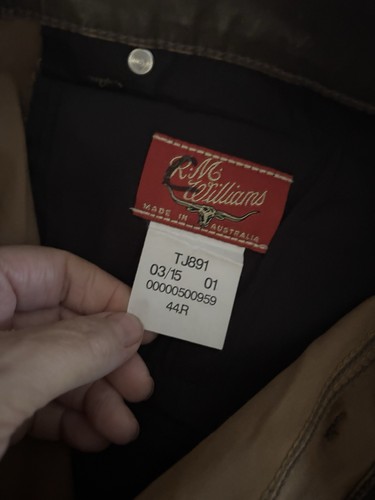 R.M.
Williams
MADE IN AUSTRALIA
TJ891
03/15 01
00000500959
44R